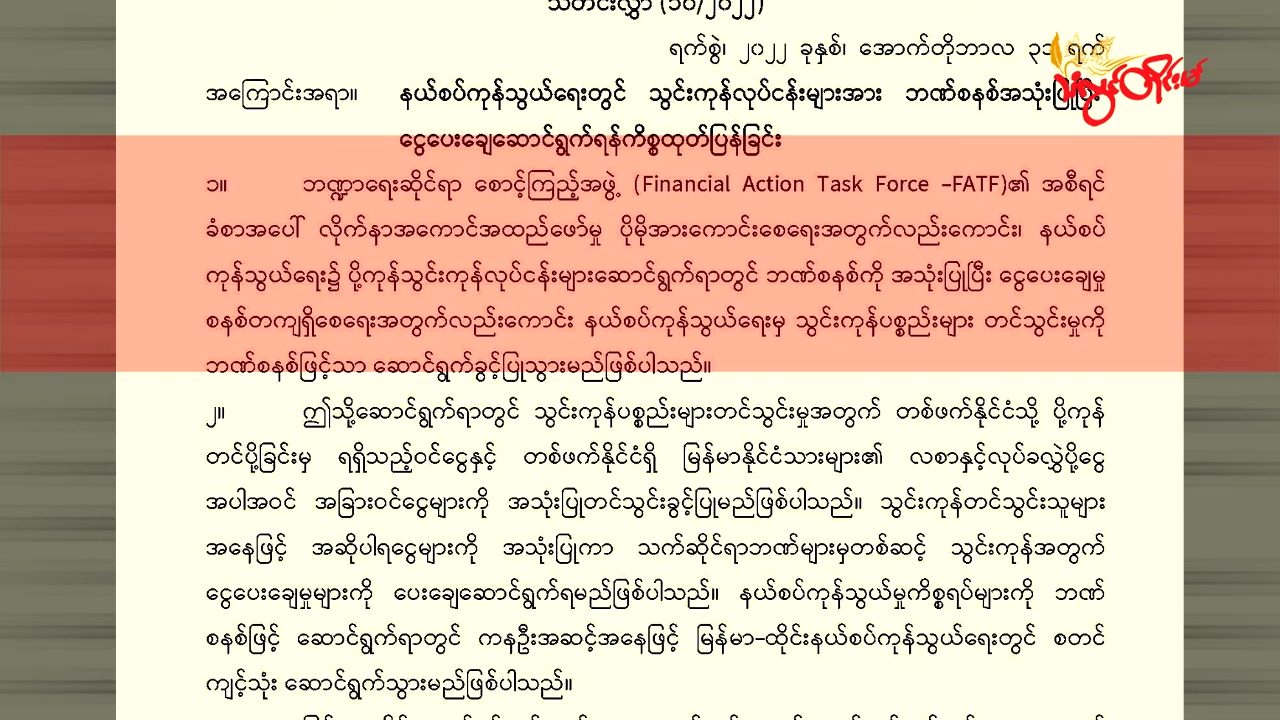 သတင်းလွှာ (၁၀/၂၀၂၂)
ရက်စွဲ၊ ၂၀၂၂ ခုနှစ်၊ အောက်တိုဘာလ ၃၁ ရက်
အကြောင်းအရာ။ နယ်စပ်ကုန်သွယ်ရေးတွင် သွင်းကုန်လုပ်ငန်းများအား ဘဏ်စနစ်အသုံးပြုပြီး
ငွေပေးချေဆောင်ရွက်ရန်ကိစ္စထုတ်ပြန်ခြင်း
၁။ ဘဏ္ဍာရေးဆိုင်ရာ စောင့်ကြည့်အဖွဲ့ (Financial Action Task Force –FATF)၏ အစီရင်
ခံစာအပေါ် လိုက်နာအကောင်အထည်ဖော်မှု ပိုမိုအားကောင်းစေရေးအတွက်လည်းကောင်း၊ နယ်စပ်
ကုန်သွယ်ရေး၌ ပို့ကုန်သွင်းကုန်လုပ်ငန်းများဆောင်ရွက်ရာတွင် ဘဏ်စနစ်ကို အသုံးပြုပြီး ငွေပေးချေမှု
စနစ်တကျရှိစေရေးအတွက်လည်းကောင်း နယ်စပ်ကုန်သွယ်ရေးမှ သွင်းကုန်ပစ္စည်းများ တင်သွင်းမှုကို
ဘဏ်စနစ်ဖြင့်သာ ဆောင်ရွက်ခွင့်ပြုသွားမည်ဖြစ်ပါသည်။
၂။ ဤသို့ဆောင်ရွက်ရာတွင် သွင်းကုန်ပစ္စည်းများတင်သွင်းမှုအတွက် တစ်ဖက်နိုင်ငံသို့ ပို့ကုန်
တင်ပို့ခြင်းမှ ရရှိသည့်ဝင်ငွေနှင့် တစ်ဖက်နိုင်ငံရှိ မြန်မာနိုင်ငံသားများ၏ လစာနှင့်လုပ်ခလွှဲပို့ငွေ
အပါအဝင် အခြားဝင်ငွေများကို အသုံးပြုတင်သွင်းခွင့်ပြုမည်ဖြစ်ပါသည်။ သွင်းကုန်တင်သွင်းသူများ
အနေဖြင့် အဆိုပါရငွေများကို အသုံးပြုကာ သက်ဆိုင်ရာဘဏ်များမှတစ်ဆင့် သွင်းကုန်အတွက်
ငွေပေးချေမှုများကို ပေးချေဆောင်ရွက်ရမည်ဖြစ်ပါသည်။ နယ်စပ်ကုန်သွယ်မှုကိစ္စရပ်များကို ဘဏ်
စနစ်ဖြင့် ဆောင်ရွက်ရာတွင် ကနဦးအဆင့်အနေဖြင့် မြန်မာ–ထိုင်းနယ်စပ်ကုန်သွယ်ရေးတွင် စတင်
ကျင့်သုံး ဆောင်ရွက်သွားမည်ဖြစ်ပါသည်။